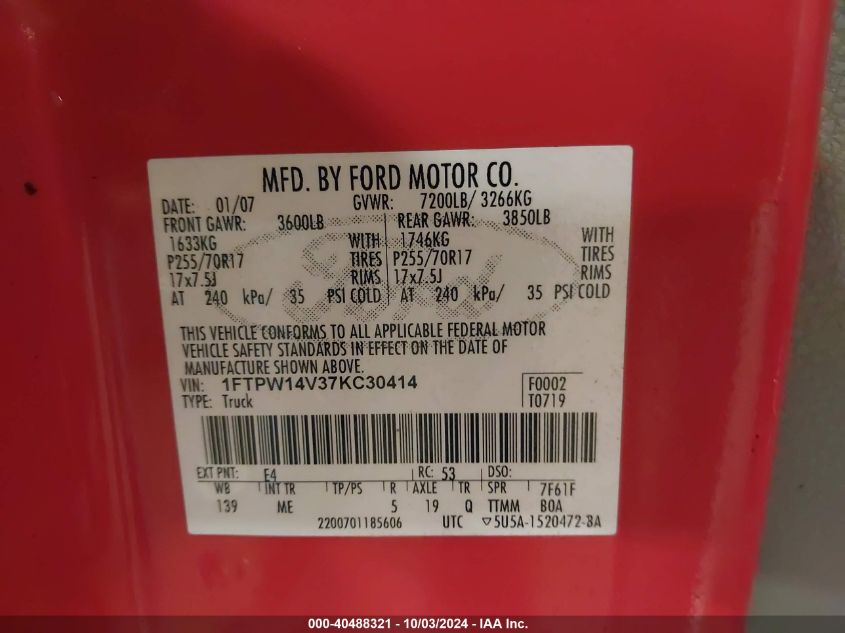 MFD. BY FORD MOTOR CO.
DATE: 01/07 GVWR: 7200LB/ 3266KG
FRONT GAWR: 3600LB REAR GAWR: 3850LB
1633KG WITH 1746KG WITH
P255/70R17 TIRES P255/70R17 TIRES
17x7.5J RIMS 17x7.5J RIMS
AT 240 kPa/ 35 PSI COLD AT 240 kPa/ 35 PSI COLD
Ford
THIS VEHICLE CONFORMS TO ALL APPLICABLE FEDERAL MOTOR
VEHICLE SAFETY STANDARDS IN EFFECT ON THE DATE OF
MANUFACTURE SHOWN ABOVE.
VIN: 1FTPW14V37KC30414 F0002
TYPE: Truck T0719
EXT PNT: E4 RC: 53 DSO:
WB INT TR TP/PS R AXLE TR SPR 7F61F
139 ME 5 19 Q TTMM BOA
2200701185606 UTC ▽5U5A-1520472-BA
000-40488321 - 10/03/2024 - IAA Inc.